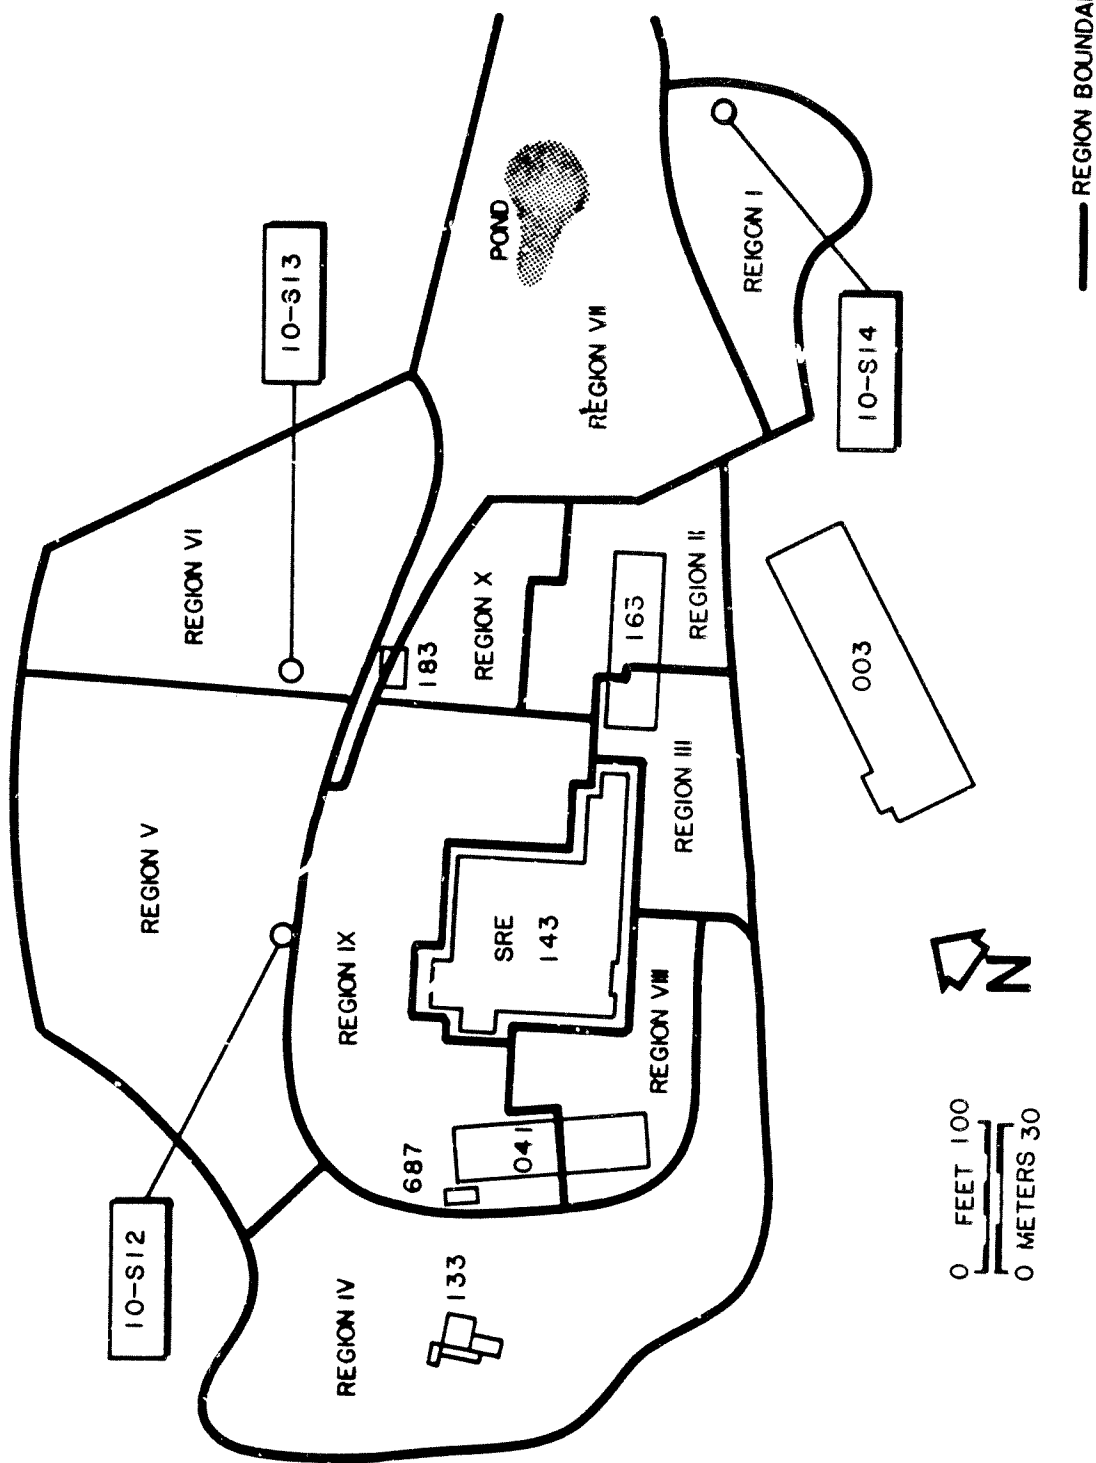 10-S12
10-S13
REGION V
REGION VI
REGION IV
REGION IX
687
133
183
POND
REGION X
SRE
143
041
REGION VII
REGION VIII
REGION III
163
REGION II
REIGON I
10-S14
003
N
0 FEET 100
0 METERS 30
REGION BOUNDA